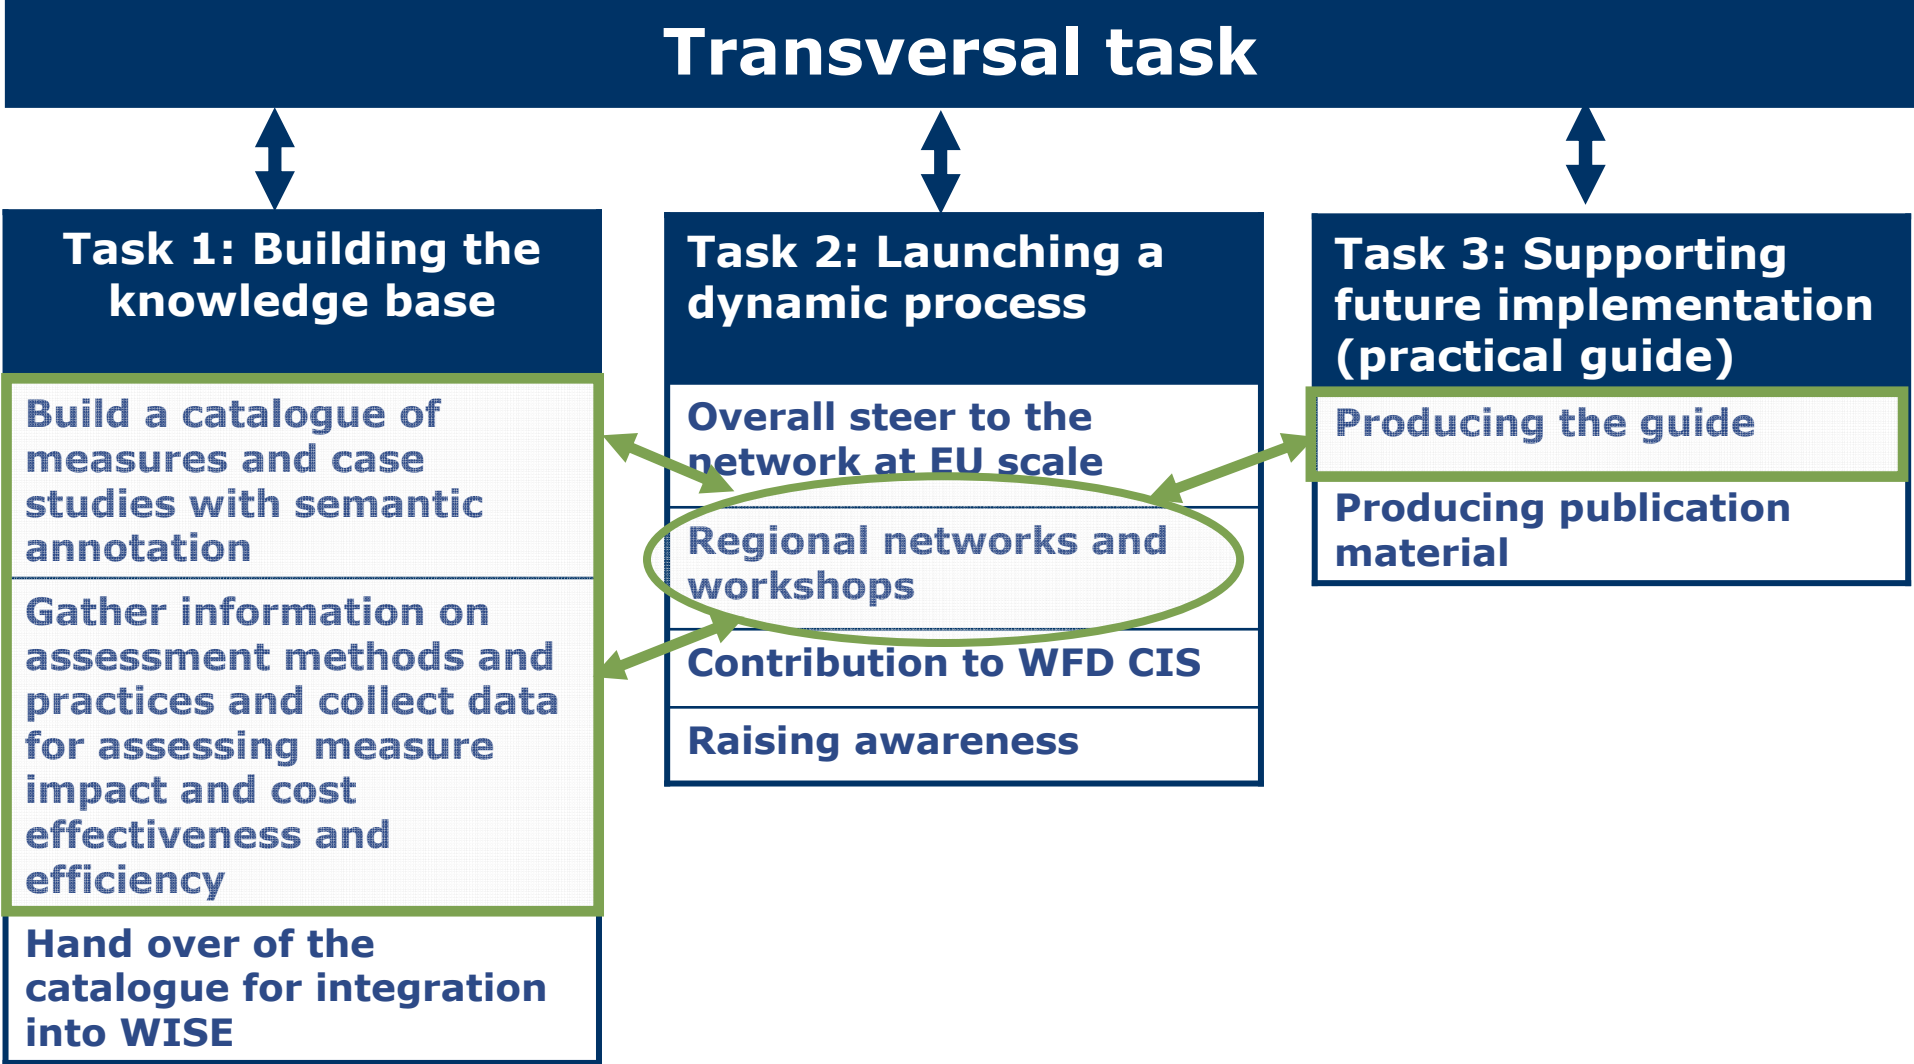 Transversal task
Task 1: Building the
knowledge base
Build a catalogue of
measures and case
studies with semantic
annotation
Gather information on
assessment methods and
practices and collect data
for assessing measure
impact and cost
effectiveness and
efficiency
Hand over of the
catalogue for integration
into WISE
Task 2: Launching a
dynamic process
Overall steer to the
network at EU scale
Regional networks and
workshops
Contribution to WFD CIS
Raising awareness
Task 3: Supporting
future implementation
(practical guide)
Producing the guide
Producing publication
material